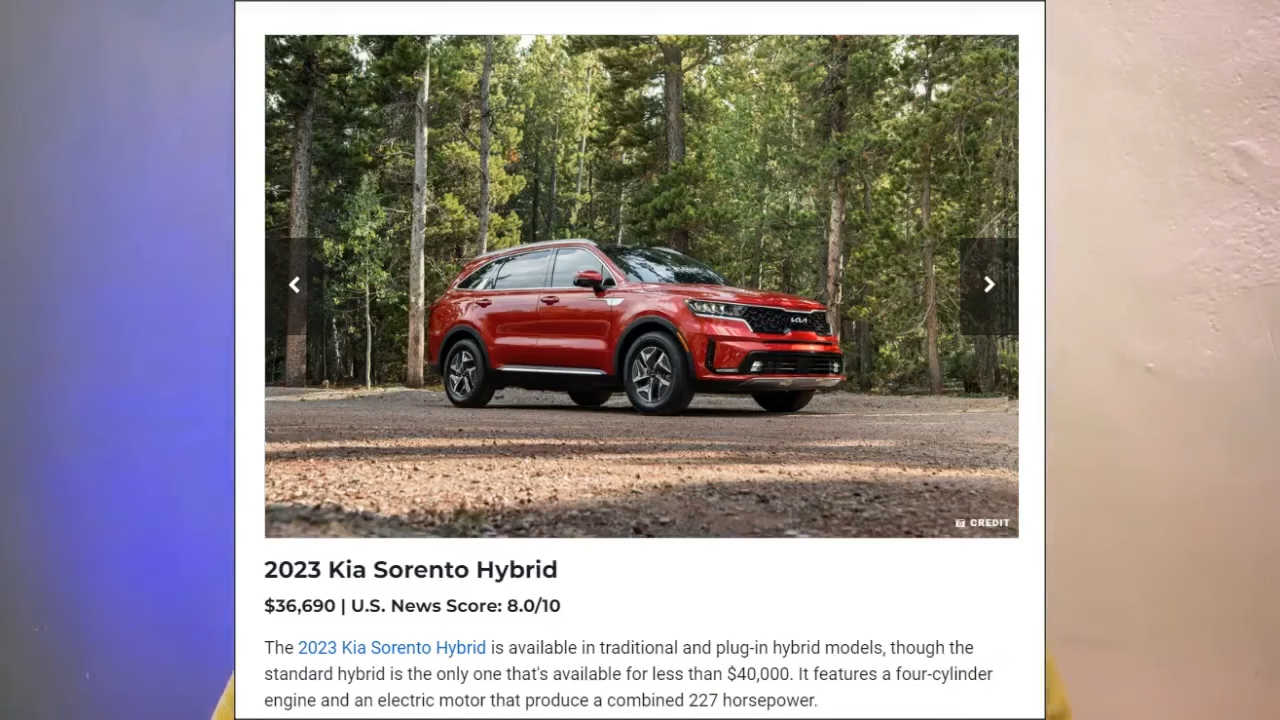 KIA
CREDIT
2023 Kia Sorento Hybrid
$36,690 | U.S. News Score: 8.0/10
The 2023 Kia Sorento Hybrid is available in traditional and plug-in hybrid models, though the
standard hybrid is the only one that's available for less than $40,000. It features a four-cylinder
engine and an electric motor that produce a combined 227 horsepower.